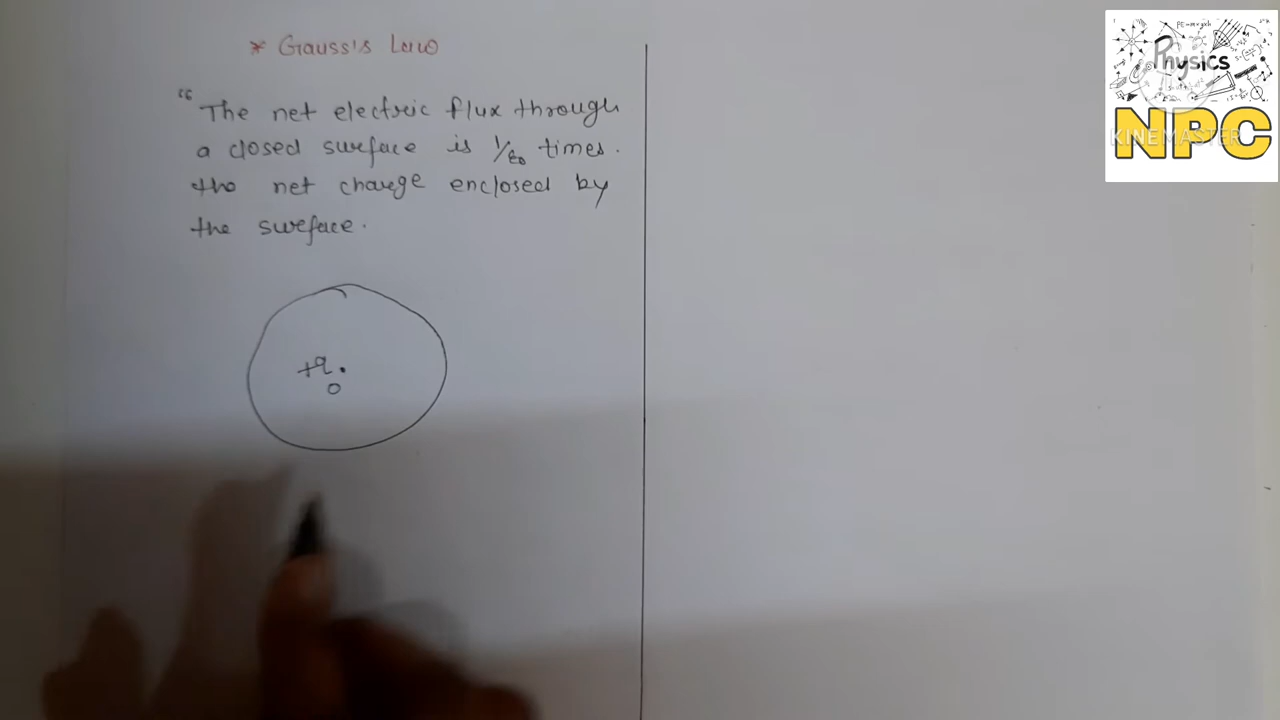 * Gauss's Law
“ The net electric flux through
a closed surface is 1/ε₀ times.
the net charge enclosed by
the surface.
+q.
O
Physics
NPC
KINEMASTER